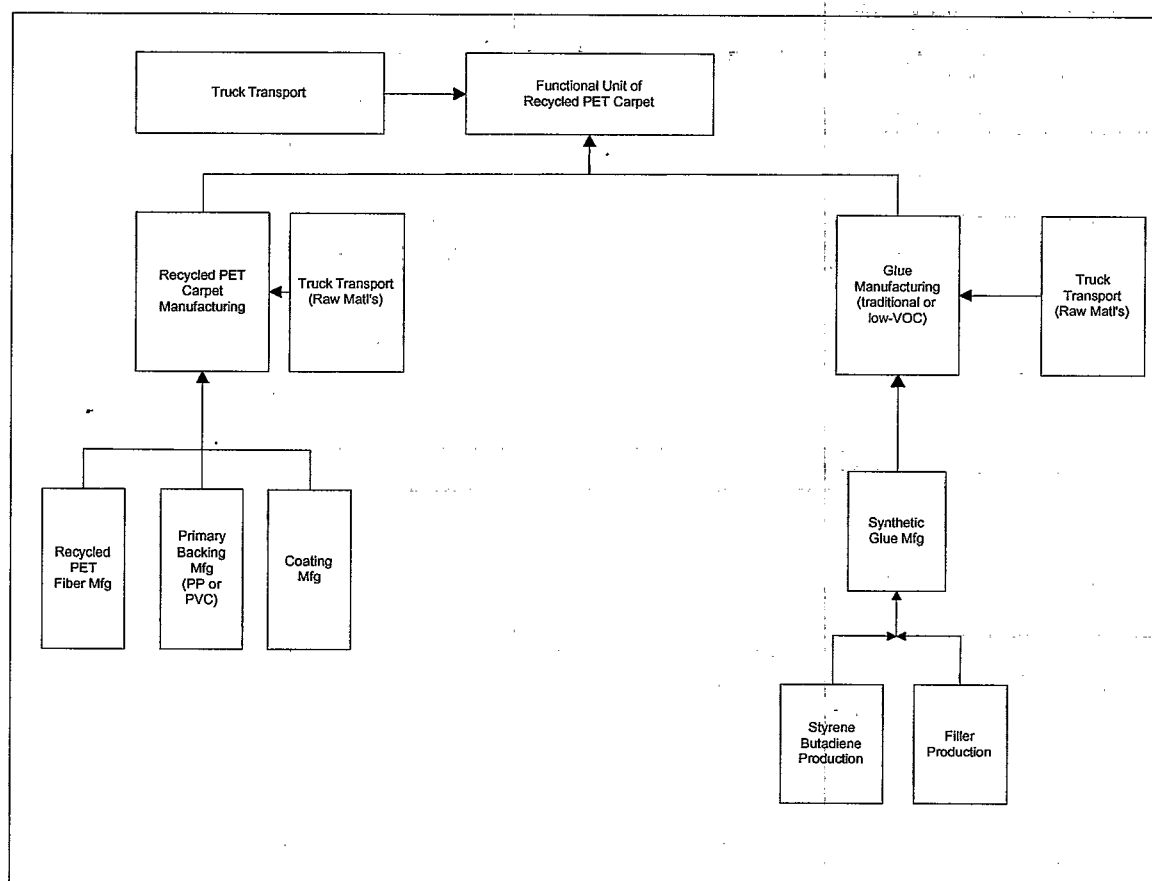 Truck Transport
Functional Unit of
Recycled PET Carpet
Recycled PET
Carpet
Manufacturing
Truck Transport
(Raw Matl's)
Glue
Manufacturing
(traditional or
low-VOC)
Truck
Transport
(Raw Matl's)
Recycled
PET
Fiber Mfg
Primary
Backing
Mfg
(PP or
PVC)
Coating
Mfg
Synthetic
Glue Mfg
Styrene
Butadiene
Production
Filler
Production